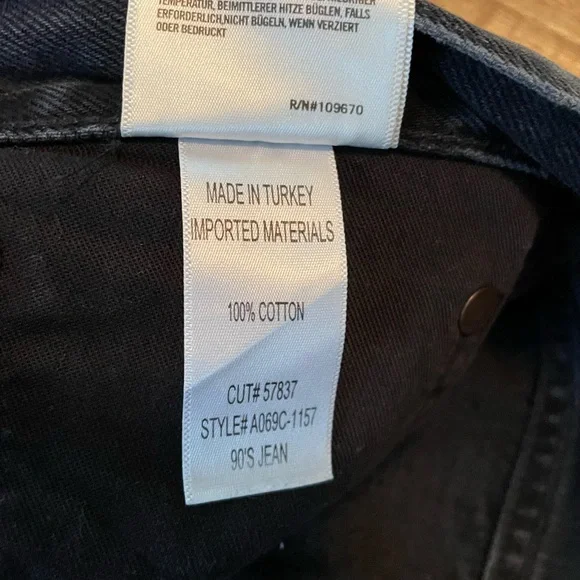 TEMPERATUR, BEIMITTLERER HITZE BÜGLEN, FALLS
ERFORDERLICH,NICHT BÜGELN, WENN VERZIERT
ODER BEDRUCKT
R/N#109670
MADE IN TURKEY
IMPORTED MATERIALS
100% COTTON
CUT# 57837
STYLE# A069C-1157
90'S JEAN